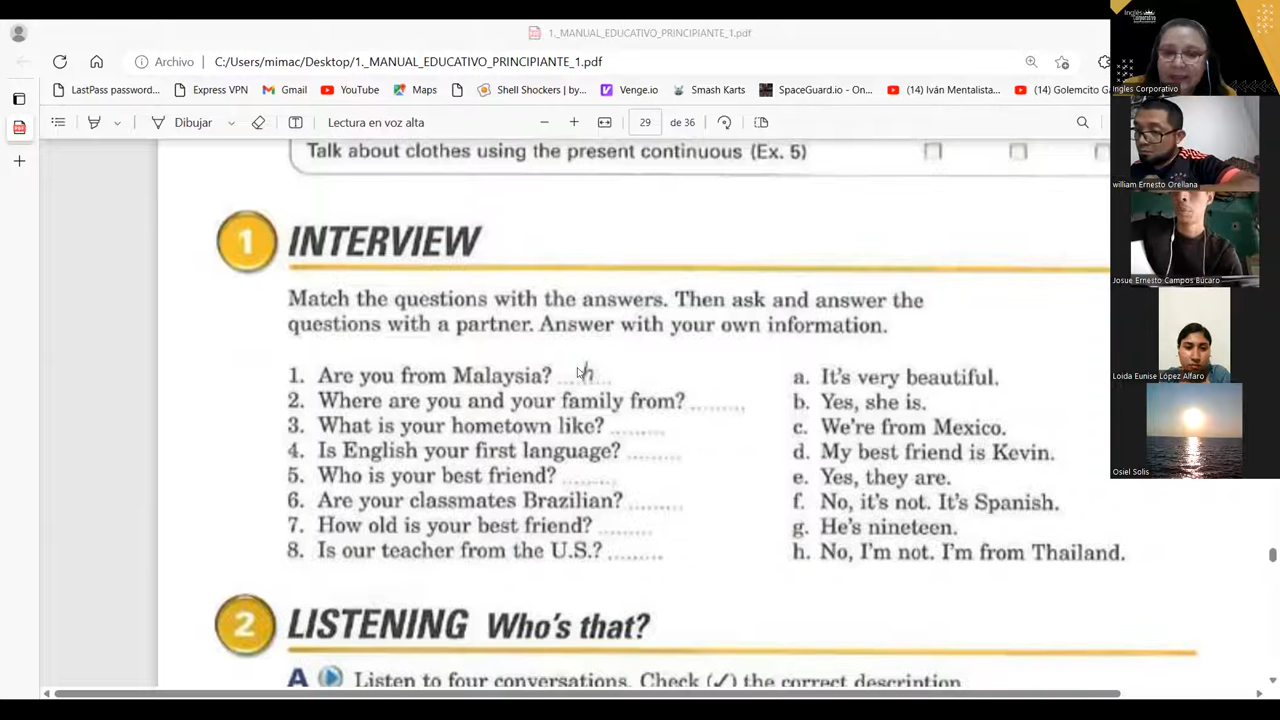 1._MANUAL_EDUCATIVO_PRINCIPIANTE_1.pdf
Archivo C:/Users/mimac/Desktop/1._MANUAL_EDUCATIVO_PRINCIPIANTE_1.pdf
LastPass password... Express VPN Gmail YouTube Maps Shell Shockers | by... Venge.io Smash Karts SpaceGuard.io - On... (14) Iván Mentalista... (14) Golemcito G
Dibujar Lectura en voz alta 29 de 36
Talk about clothes using the present continuous (Ex. 5)
1 INTERVIEW
Match the questions with the answers. Then ask and answer the
questions with a partner. Answer with your own information.
1. Are you from Malaysia? ...h...
2. Where are you and your family from? .........
3. What is your hometown like? .........
4. Is English your first language? .........
5. Who is your best friend? .........
6. Are your classmates Brazilian? .........
7. How old is your best friend? .........
8. Is our teacher from the U.S.? .........
a. It's very beautiful.
b. Yes, she is.
c. We're from Mexico.
d. My best friend is Kevin.
e. Yes, they are.
f. No, it's not. It's Spanish.
g. He's nineteen.
h. No, I'm not. I'm from Thailand.
2 LISTENING Who's that?
A Listen to four conversations. Check (✓) the correct description
Inglés
Corporativo
Ingles Corporativo
william Ernesto Orellana
Josue Ernesto Campos Búcaro
Loida Eunise López Alfaro
Osiel Solis